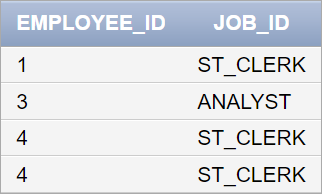 EMPLOYEE_ID JOB_ID
1 ST_CLERK
3 ANALYST
4 ST_CLERK
4 ST_CLERK